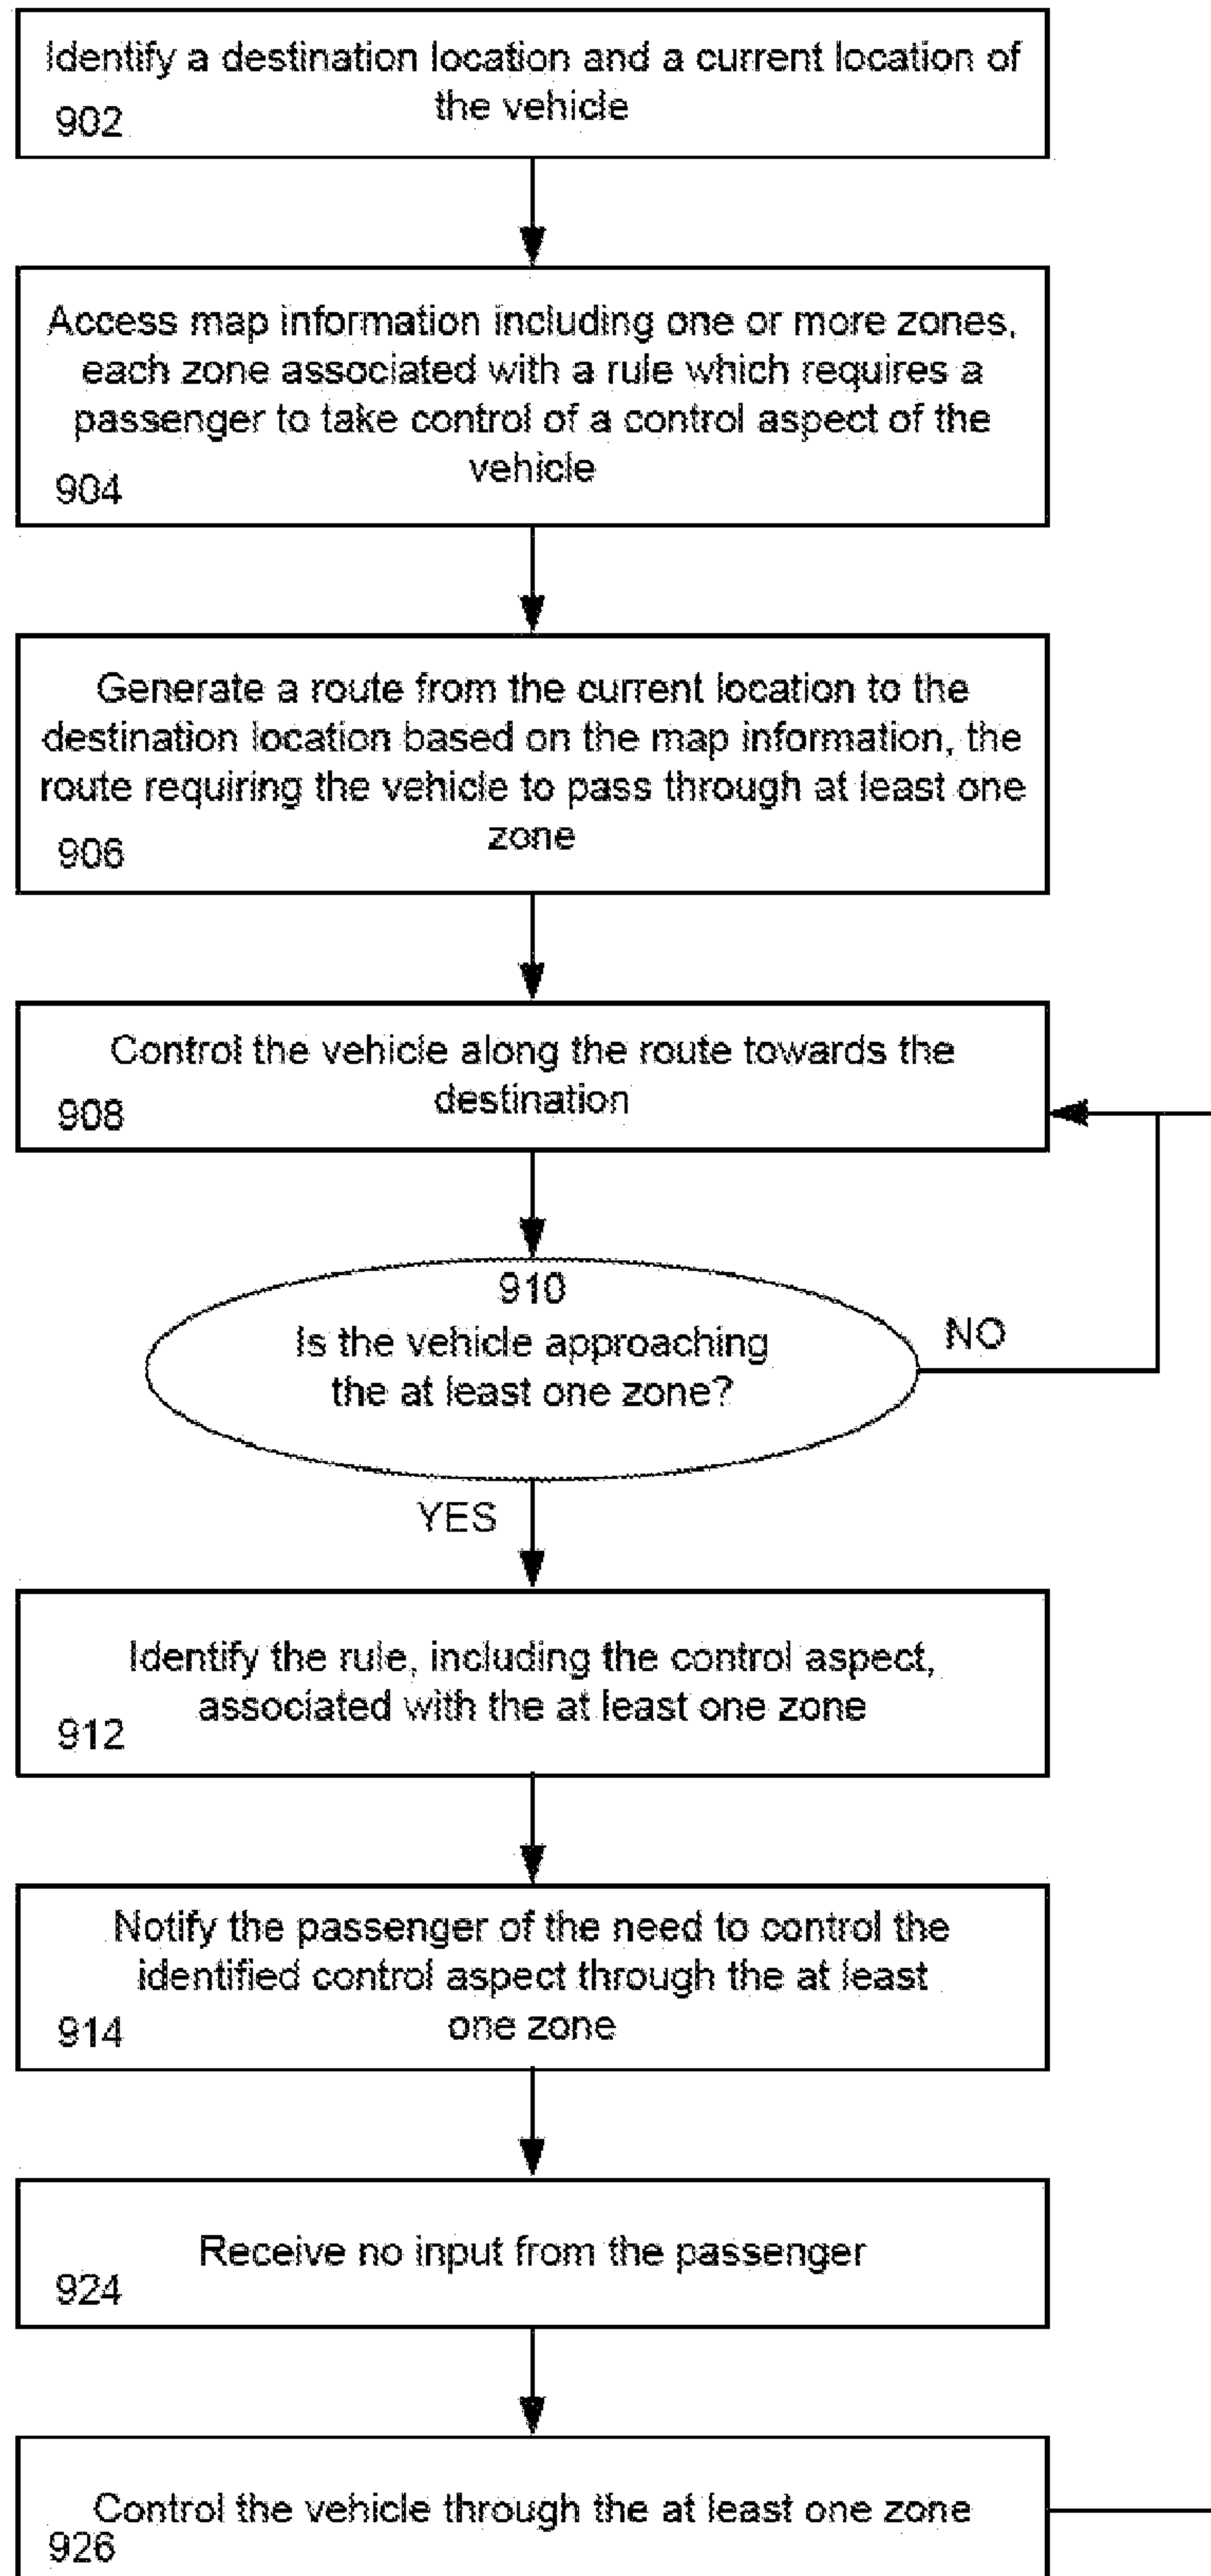 Identify a destination location and a current location of
the vehicle
902
Access map information including one or more zones,
each zone associated with a rule which requires a
passenger to take control of a control aspect of the
vehicle
904
Generate a route from the current location to the
destination location based on the map information, the
route requiring the vehicle to pass through at least one
zone
906
Control the vehicle along the route towards the
destination
908
910
Is the vehicle approaching
the at least one zone?
NO
YES
Identify the rule, including the control aspect,
associated with the at least one zone
912
Notify the passenger of the need to control the
identified control aspect through the at least
one zone
914
Receive no input from the passenger
924
Control the vehicle through the at least one zone
926